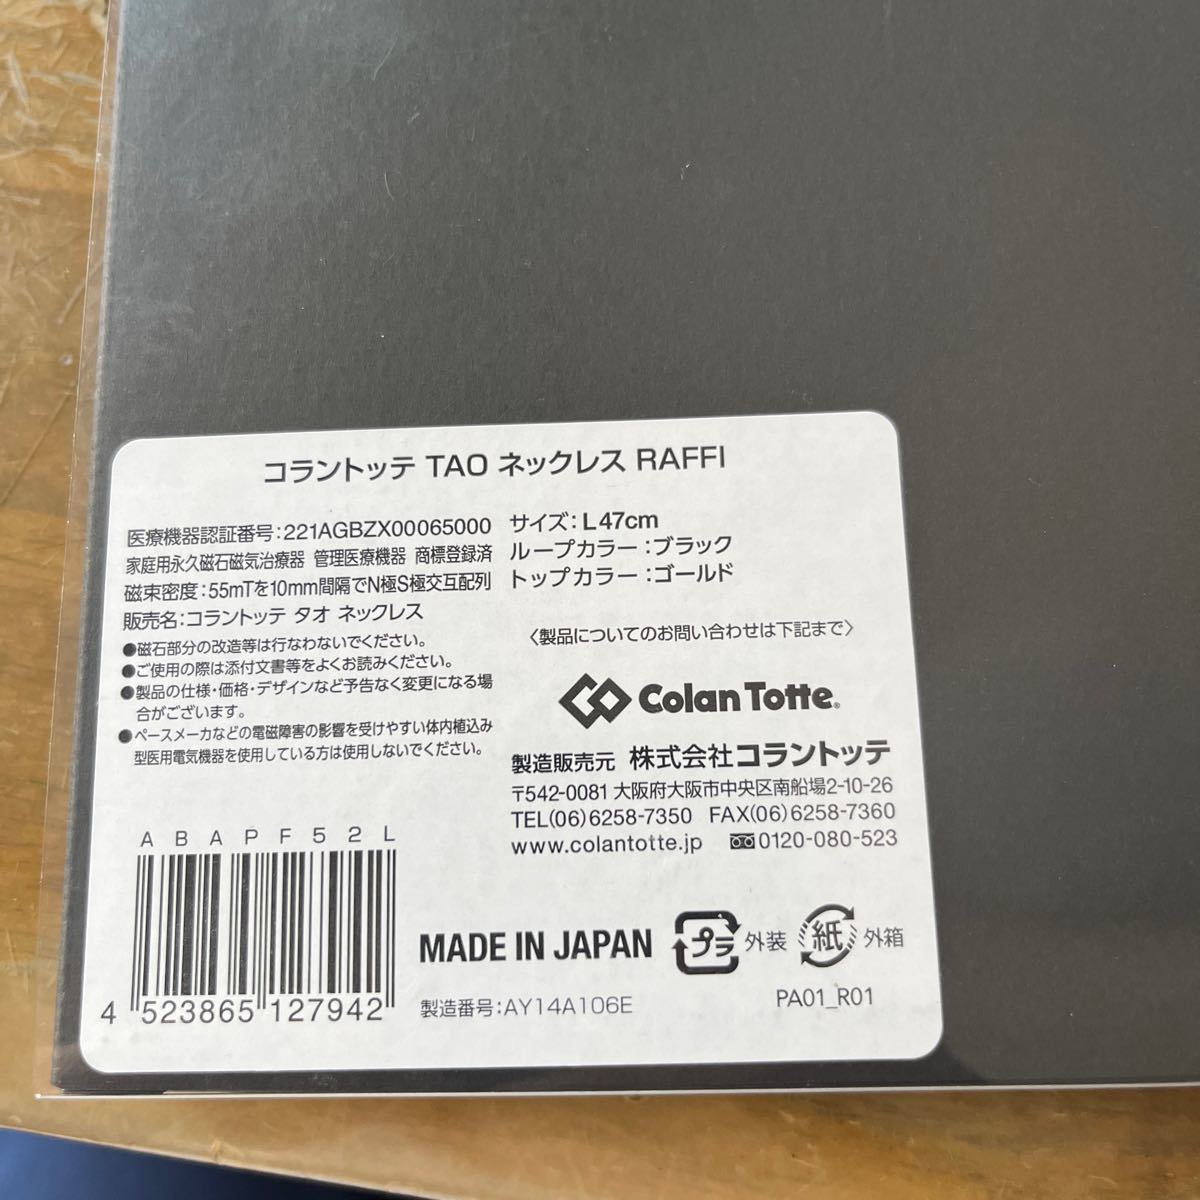 コラントッテ TAO ネックレス RAFFI
医療機器認証番号:221AGBZX00065000
家庭用永久磁石磁気治療器 管理医療機器 商標登録済
磁束密度:55mTを10mm間隔でN極S極交互配列
販売名:コラントッテ タオ ネックレス
●磁石部分の改造等は行なわないでください。
●ご使用の際は添付文書等をよくお読みください。
●製品の仕様・価格・デザインなど予告なく変更になる場
合がございます。
●ペースメーカなどの電磁障害の影響を受けやすい体内植込み
型医用電気機器を使用している方は使用しないでください。
サイズ:L47cm
ループカラー:ブラック
トップカラー:ゴールド
〈製品についてのお問い合わせは下記まで〉
Colan Totte®
製造販売元 株式会社コラントッテ
〒542-0081 大阪府大阪市中央区南船場2-10-26
TEL(06)6258-7350 FAX(06)6258-7360
www.colantotte.jp 0120-080-523
ABAPF52L
4 523865 127942
MADE IN JAPAN
製造番号:AY14A106E
プラ 外装 紙 外箱
PA01_R01